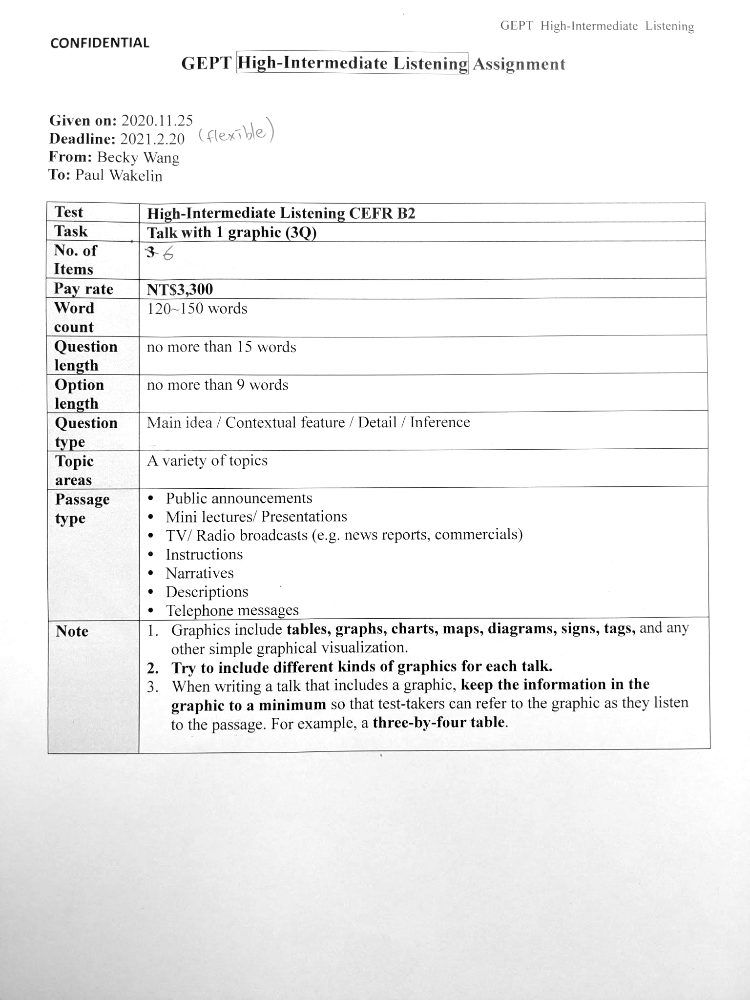 GEPT High-Intermediate Listening
CONFIDENTIAL
GEPT High-Intermediate Listening Assignment
Given on: 2020.11.25
Deadline: 2021.2.20 (flexible)
From: Becky Wang
To: Paul Wakelin
Test High-Intermediate Listening CEFR B2
Task Talk with 1 graphic (3Q)
No. of 3 6
Items
Pay rate NT$3,300
Word 120~150 words
count
Question no more than 15 words
length
Option no more than 9 words
length
Question Main idea / Contextual feature / Detail / Inference
type
Topic A variety of topics
areas
Passage • Public announcements
type • Mini lectures/ Presentations
• TV/ Radio broadcasts (e.g. news reports, commercials)
• Instructions
• Narratives
• Descriptions
• Telephone messages
Note 1. Graphics include tables, graphs, charts, maps, diagrams, signs, tags, and any
other simple graphical visualization.
2. Try to include different kinds of graphics for each talk.
3. When writing a talk that includes a graphic, keep the information in the
graphic to a minimum so that test-takers can refer to the graphic as they listen
to the passage. For example, a three-by-four table.